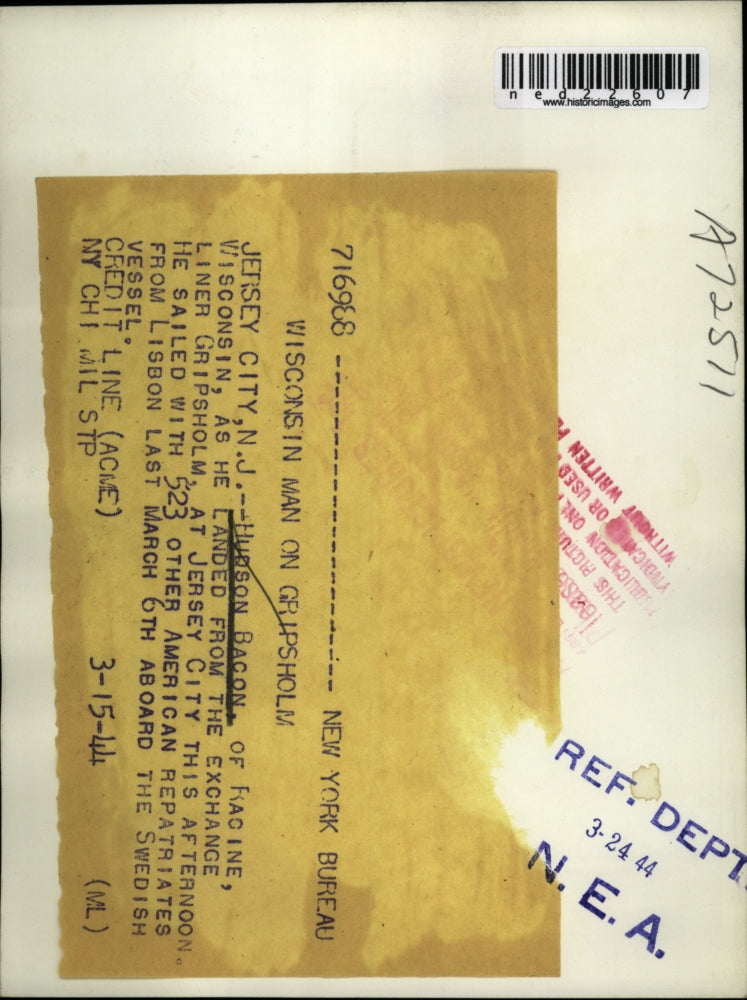 ned22607
www.historicimages.com
A72511
716968 ---------------------------- NEW YORK BUREAU
WISCONSIN MAN ON GRIPSHOLM
JERSEY CITY, N.J.--HUDSON BACON, OF RACINE,
WISCONSIN, AS HE LANDED FROM THE EXCHANGE
LINER GRIPSHOLM, AT JERSEY CITY THIS AFTERNOON.
HE SAILED WITH 523 OTHER AMERICAN REPATRIATES
FROM LISBON LAST MARCH 6TH ABOARD THE SWEDISH
VESSEL.
CREDIT LINE (ACME) 3-15-44 (ML)
NY CHI MIL STP
THIS
PUBLICATION ONLY
OR USED
WITHOUT WRITTEN
REF. DEPT.
3-24 44
N. E. A.